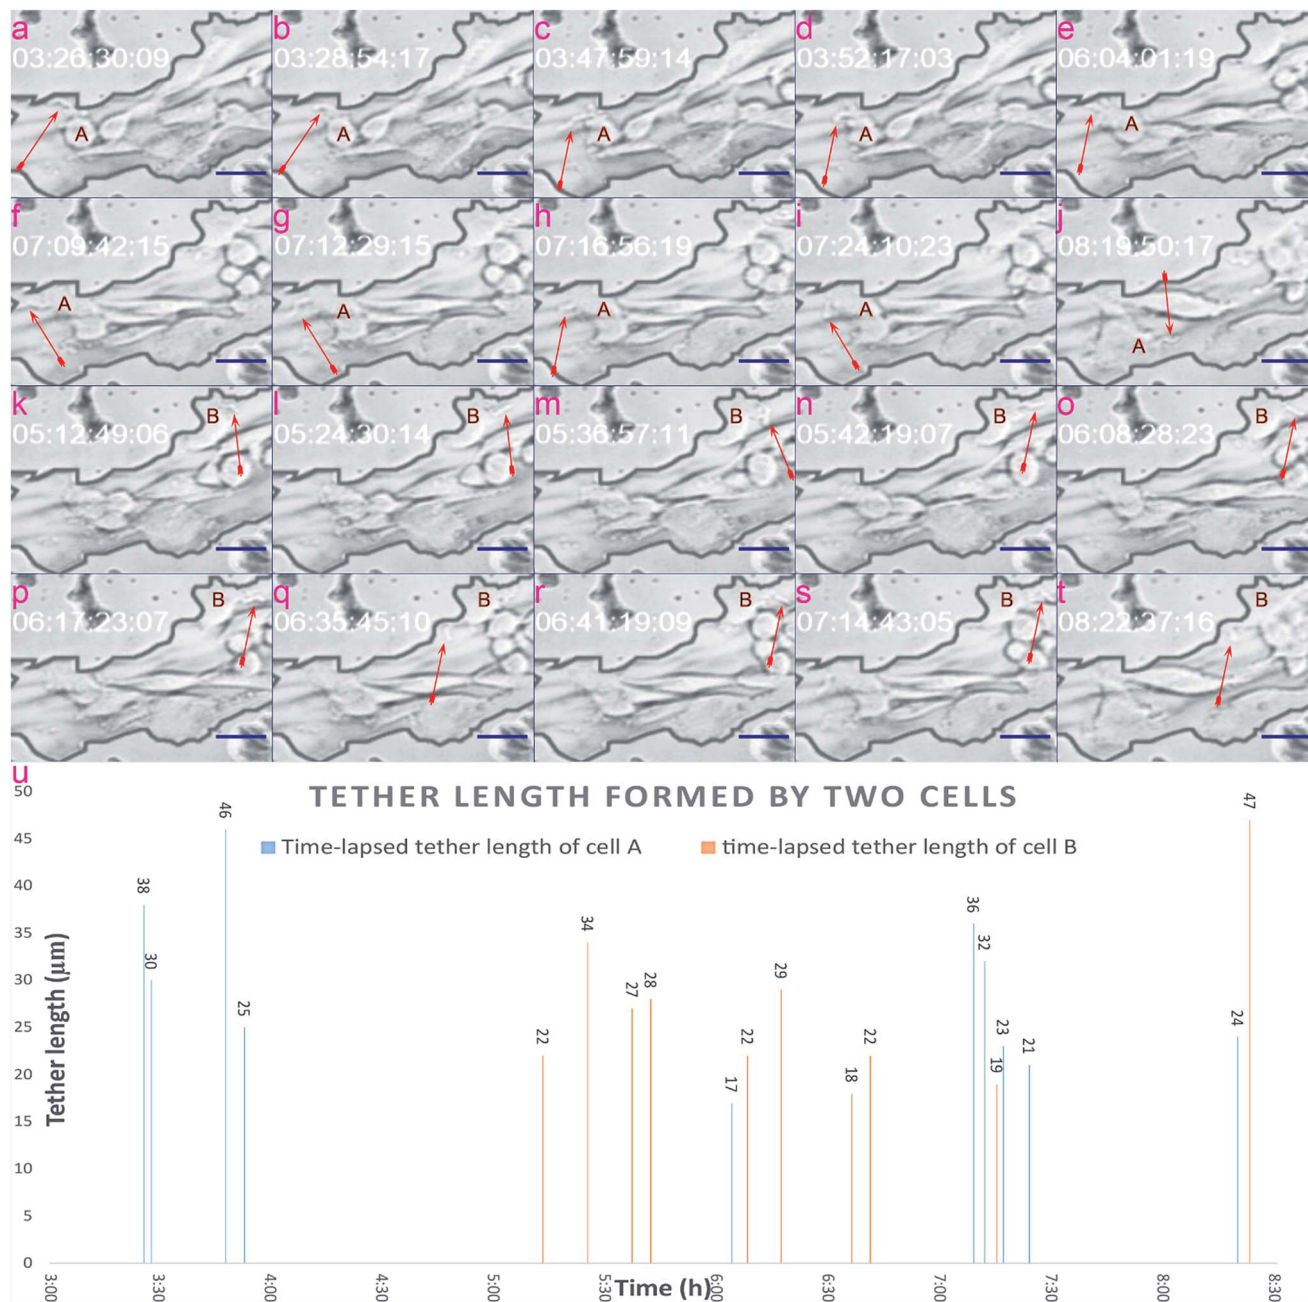 a b c d e
03:26:30:09 03:28:54:17 03:47:59:14 03:52:17:03 06:04:01:19
A A A A A
f g h i j
07:09:42:15 07:12:29:15 07:16:56:19 07:24:10:23 08:19:50:17
A A A A A
k l m n o
B B B B B
05:12:49:06 05:24:30:14 05:36:57:11 05:42:19:07 06:08:28:23
p q r s t
B B B B B
06:17:23:07 06:35:45:10 06:41:19:09 07:14:43:05 08:22:37:16
u
TETHER LENGTH FORMED BY TWO CELLS
Time-lapsed tether length of cell A time-lapsed tether length of cell B
Tether length (μm)
50
45
40
35
30
25
20
15
10
5
0
38 30 46 25 22 34 27 28 17 22 29 18 22 36 32 19 23 21 24 47
3:00 3:30 4:00 4:30 5:00 5:30 6:00 6:30 7:00 7:30 8:00 8:30
Time (h)